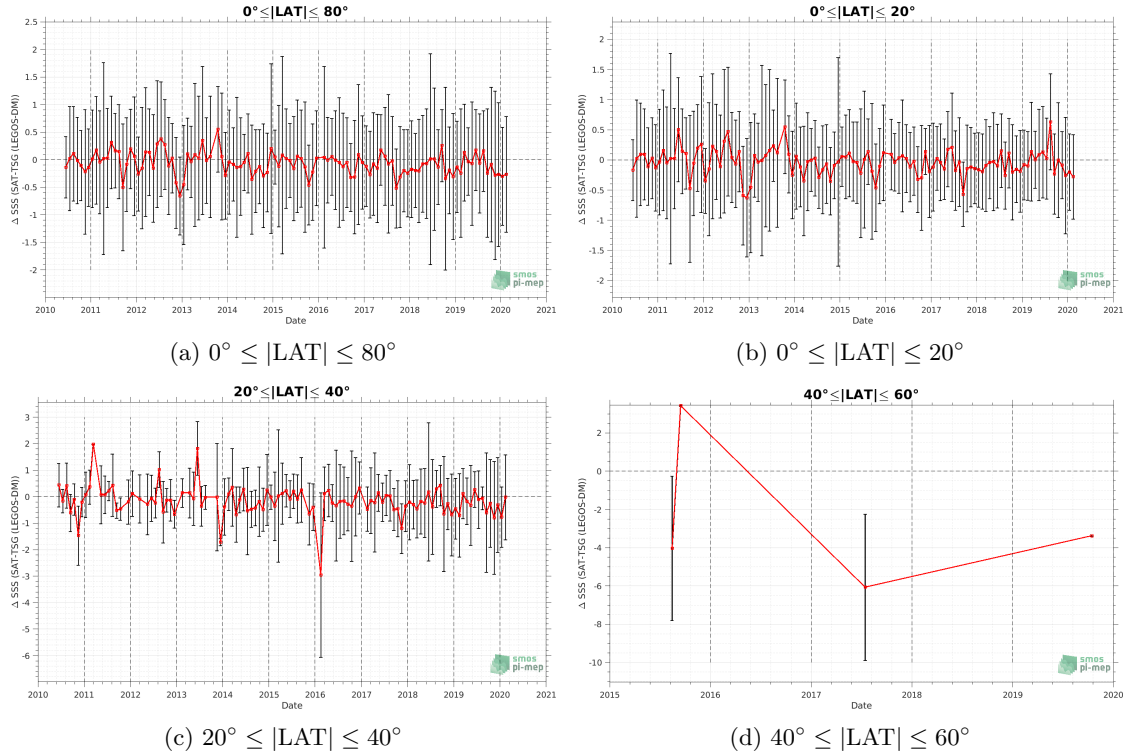 0°≤|LAT|≤ 80°
Δ SSS (SAT-TSG (LEGOS-DM))
2.5
2
1.5
1
0.5
0
-0.5
-1
-1.5
-2
2010 2011 2012 2013 2014 2015 2016 2017 2018 2019 2020 2021
Date
smos
pi-mep
(a) 0° ≤ |LAT| ≤ 80°
0°≤|LAT|≤ 20°
Δ SSS (SAT-TSG (LEGOS-DM))
2
1.5
1
0.5
0
-0.5
-1
-1.5
-2
2010 2011 2012 2013 2014 2015 2016 2017 2018 2019 2020 2021
Date
smos
pi-mep
(b) 0° ≤ |LAT| ≤ 20°
20°≤|LAT|≤ 40°
Δ SSS (SAT-TSG (LEGOS-DM))
3
2
1
0
-1
-2
-3
-4
-5
-6
2010 2011 2012 2013 2014 2015 2016 2017 2018 2019 2020 2021
Date
smos
pi-mep
(c) 20° ≤ |LAT| ≤ 40°
40°≤|LAT|≤ 60°
Δ SSS (SAT-TSG (LEGOS-DM))
2
0
-2
-4
-6
-8
-10
2015 2016 2017 2018 2019 2020
Date
smos
pi-mep
(d) 40° ≤ |LAT| ≤ 60°